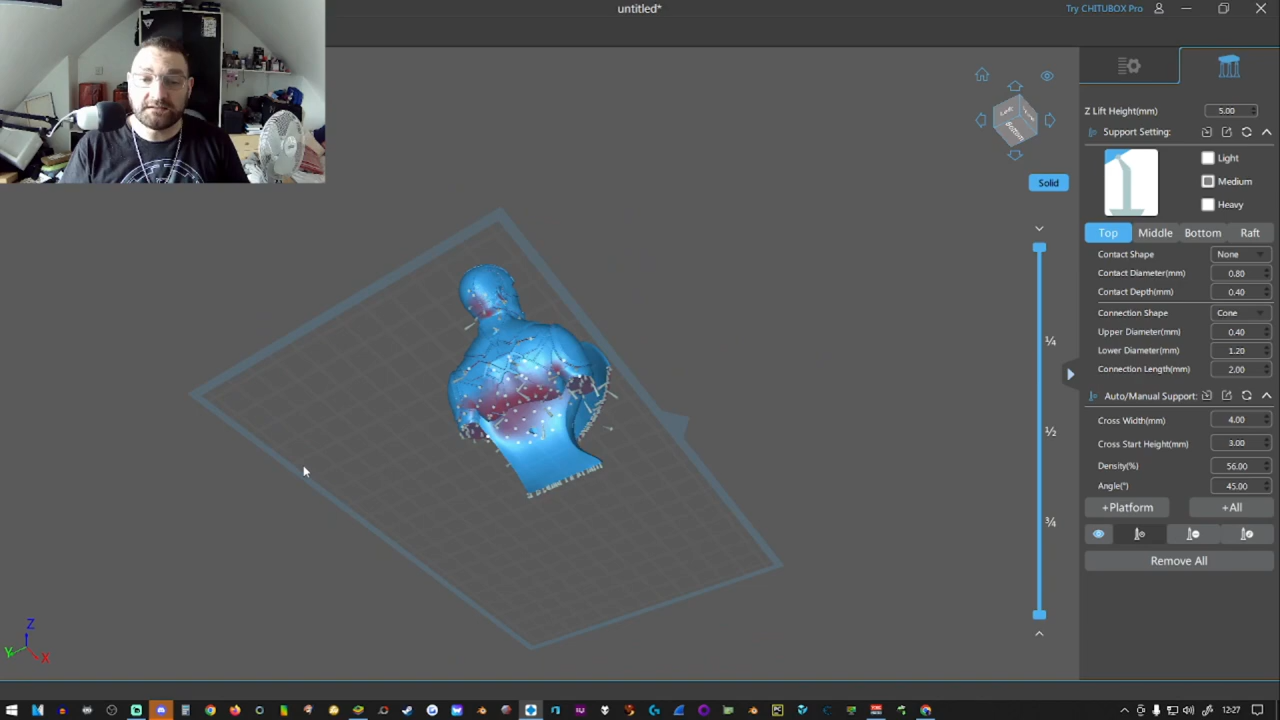 untitled*
Try CHITUBOX Pro
Z Lift Height(mm) 5.00
Support Setting:
Light
Medium
Heavy
Top Middle Bottom Raft
Contact Shape None
Contact Diameter(mm) 0.80
Contact Depth(mm) 0.40
Connection Shape Cone
Upper Diameter(mm) 0.40
Lower Diameter(mm) 1.20
Connection Length(mm) 2.00
Auto/Manual Support:
Cross Width(mm) 4.00
Cross Start Height(mm) 3.00
Density(%) 56.00
Angle(°) 45.00
+Platform +All
Remove All
Bottom
Solid
1/4
1/2
3/4
Z
Y
X
12:27